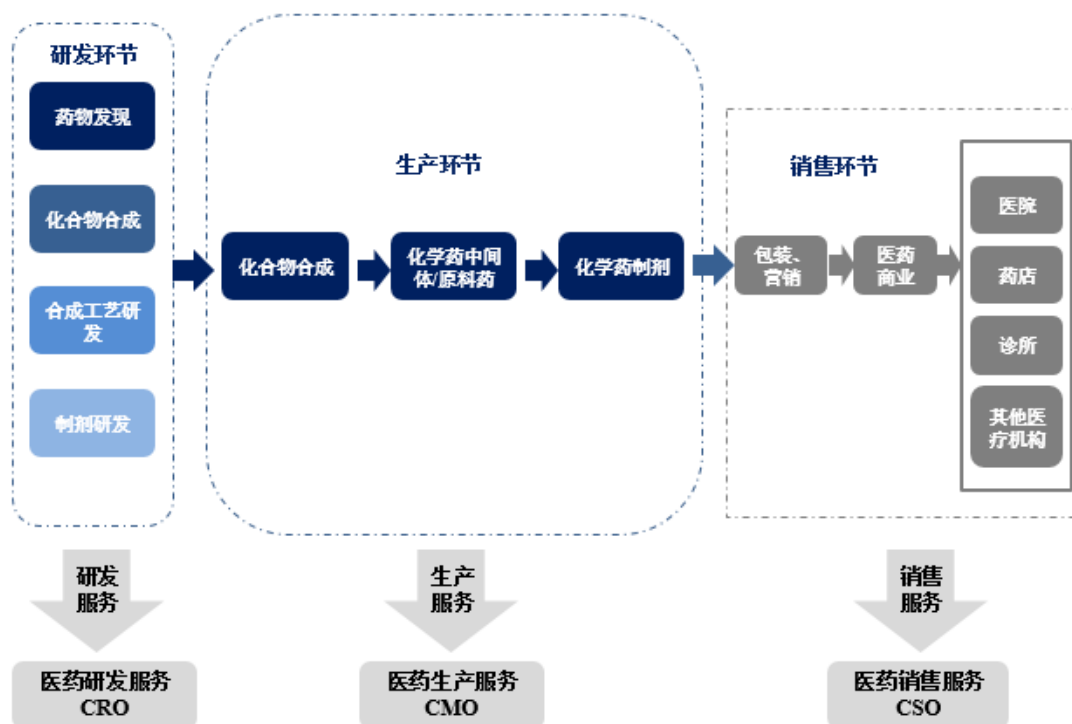 研发环节
药物发现
化合物合成
合成工艺研
发
制剂研发
生产环节
化合物合成
化学药中间
体/原料药
化学药制剂
销售环节
包装、
营销
医药
商业
医院
药店
诊所
其他医
疗机构
研发
服务
生产
服务
销售
服务
医药研发服务
CRO
医药生产服务
CMO
医药销售服务
CSO